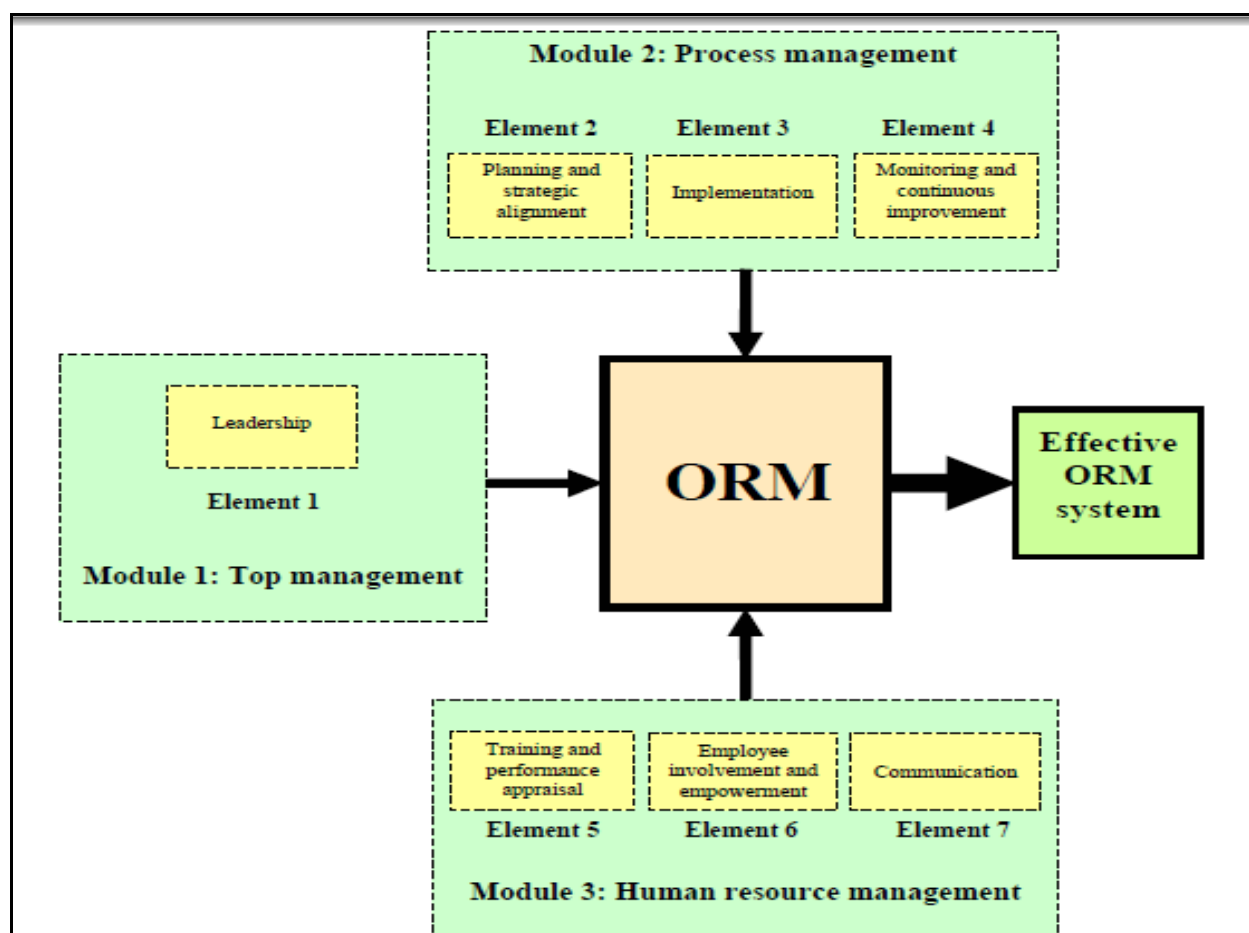 Module 2: Process management
Element 2
Element 3
Element 4
Planning and
strategic
alignment
Implementation
Monitoring and
continuous
improvement
Leadership
Element 1
Module 1: Top management
ORM
Effective
ORM
system
Training and
performance
appraisal
Employee
involvement and
empowerment
Communication
Element 5
Element 6
Element 7
Module 3: Human resource management